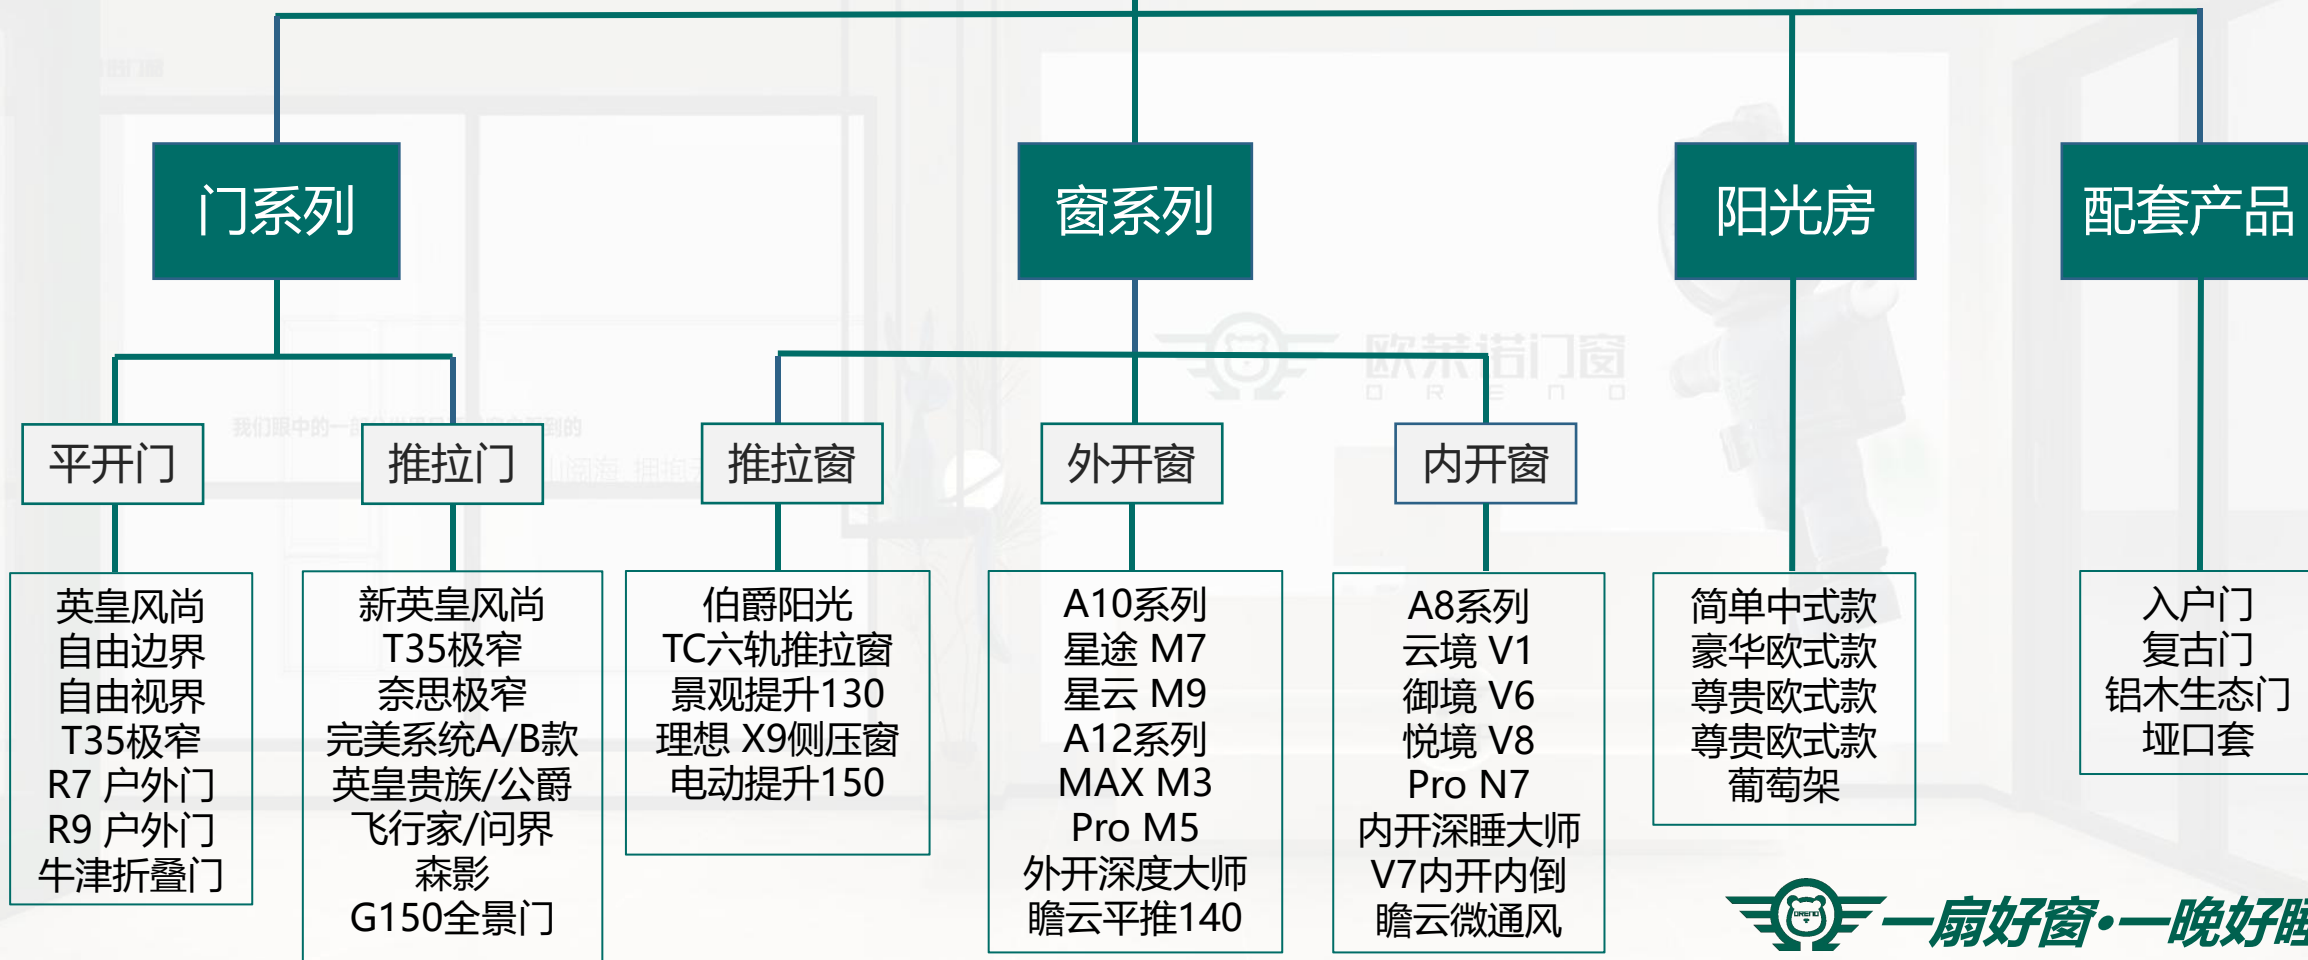 门系列
窗系列
阳光房
配套产品
平开门
推拉门
推拉窗
外开窗
内开窗
英皇风尚
自由边界
自由视界
T35极窄
R7 户外门
R9 户外门
牛津折叠门
新英皇风尚
T35极窄
奈思极窄
完美系统A/B款
英皇贵族/公爵
飞行家/问界
森影
G150全景门
伯爵阳光
TC六轨推拉窗
景观提升130
理想 X9侧压窗
电动提升150
A10系列
星途 M7
星云 M9
A12系列
MAX M3
Pro M5
外开深度大师
瞻云平推140
A8系列
云境 V1
御境 V6
悦境 V8
Pro N7
内开深睡大师
V7内开内倒
瞻云微通风
简单中式款
豪华欧式款
尊贵欧式款
尊贵欧式款
葡萄架
入户门
复古门
铝木生态门
垭口套
欧莱诺门窗
ORENO
我们眼中的一
到的
ORENO
一扇好窗·一晚好睡